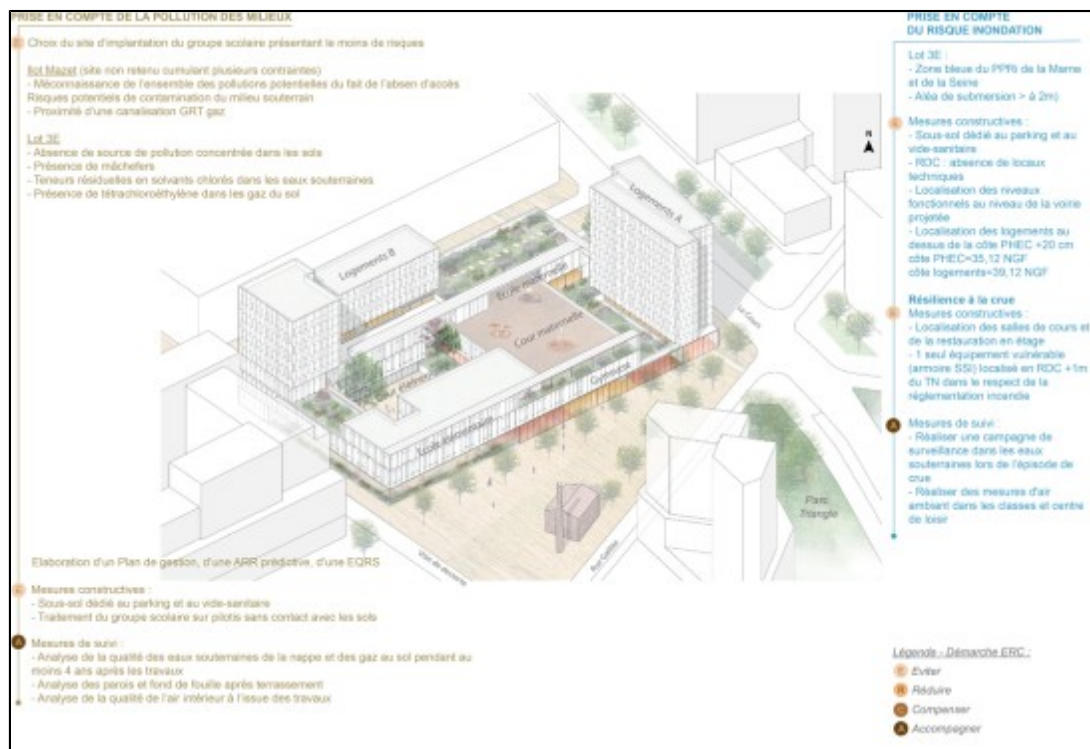 PRISE EN COMPTE DE LA POLLUTION DES MILIEUX
E Choix du site d'implantation du groupe scolaire présentant le moins de risques
Ilot Mazet (site non retenu cumulant plusieurs contraintes)
- Méconnaissance de l'ensemble des pollutions potentielles du fait de l'absen d'accès
Risques potentiels de contamination du milieu souterrain
- Proximité d'une canalisation GRT gaz
Lot 3E
- Absence de source de pollution concentrée dans les sols
- Présence de mâchefers
- Teneurs résiduelles en solvants chlorés dans les eaux souterraines
- Présence de tétrachloroéthylène dans les gaz du sol
Elaboration d'un Plan de gestion, d'une ARR prédictive, d'une EQRS
E Mesures constructives :
- Sous-sol dédié au parking et au vide-sanitaire
- Traitement du groupe scolaire sur pilotis sans contact avec les sols
A Mesures de suivi :
- Analyse de la qualité des eaux souterraines de la nappe et des gaz au sol pendant au
moins 4 ans après les travaux
- Analyse des parois et fond de fouille après terrassement
- Analyse de la qualité de l'air intérieur à l'issue des travaux
Logements B
Logements A
Ecole maternelle
Cour maternelle
Gymnase
Ecole élémentaire
Le Cours
Voie de desserte
Parc
Triangle
N
PRISE EN COMPTE
DU RISQUE INONDATION
Lot 3E :
- Zone bleue du PPRi de la Marne
et de la Seine
- Aléa de submersion > à 2m)
E Mesures constructives :
- Sous-sol dédié au parking et au
vide-sanitaire
- RDC : absence de locaux
techniques
- Localisation des niveaux
fonctionnels au niveau de la voirie
projetée
- Localisation des logements au
dessus de la côte PHEC +20 cm
côte PHEC=35,12 NGF
côte logements=39,12 NGF
Résilience à la crue
E Mesures constructives :
- Localisation des salles de cours et
de la restauration en étage
- 1 seul équipement vulnérable
(armoire SSI) localisé en RDC +1m
du TN dans le respect de la
réglementation incendie
A Mesures de suivi :
- Réaliser une campagne de
surveillance dans les eaux
souterraines lors de l'épisode de
crue
- Réaliser des mesures d'air
ambiant dans les classes et centre
de loisir
Légende - Démarche ERC :
E Eviter
R Réduire
C Compenser
A Accompagner